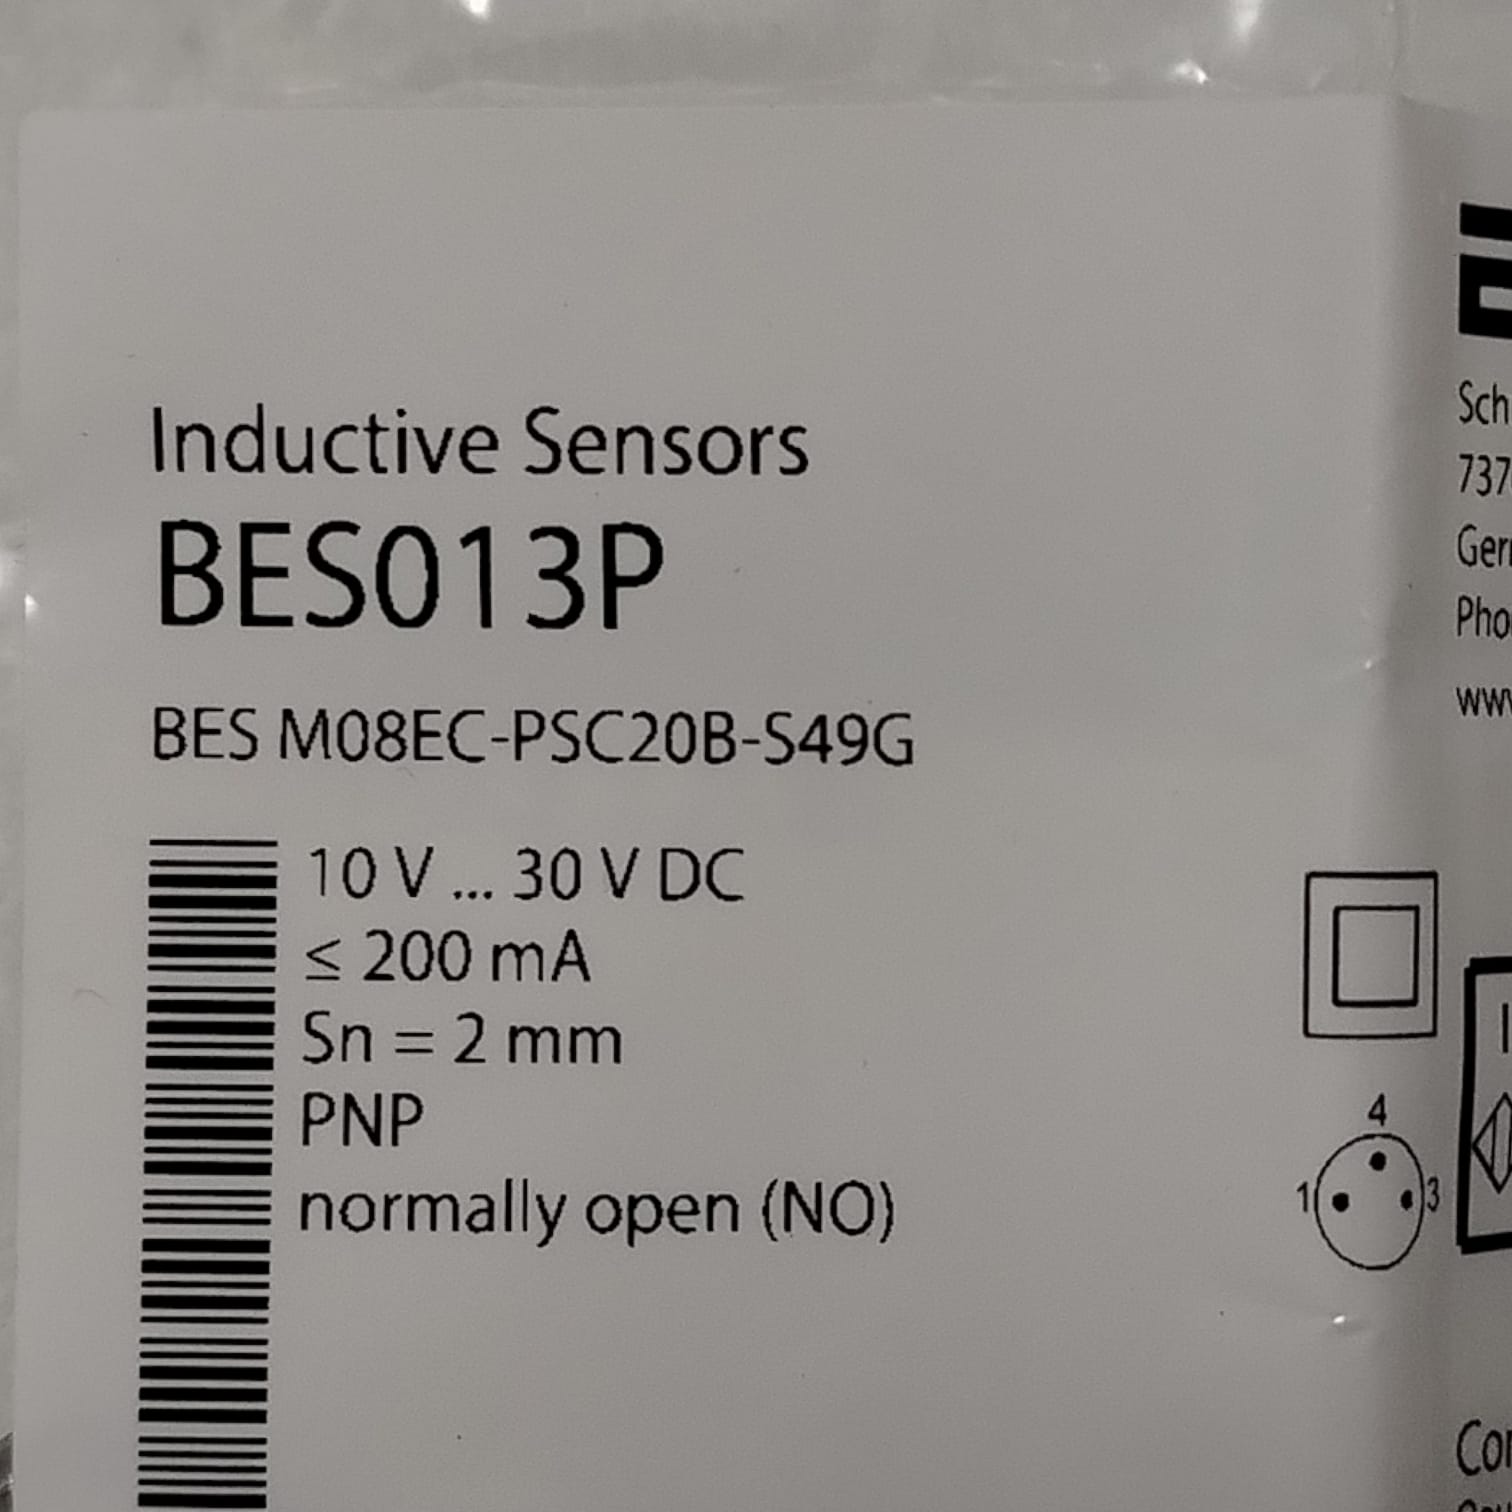 Inductive Sensors
BES013P
BES M08EC-PSC20B-S49G
10 V ... 30 V DC
≤ 200 mA
Sn = 2 mm
PNP
normally open (NO)
4
1
3